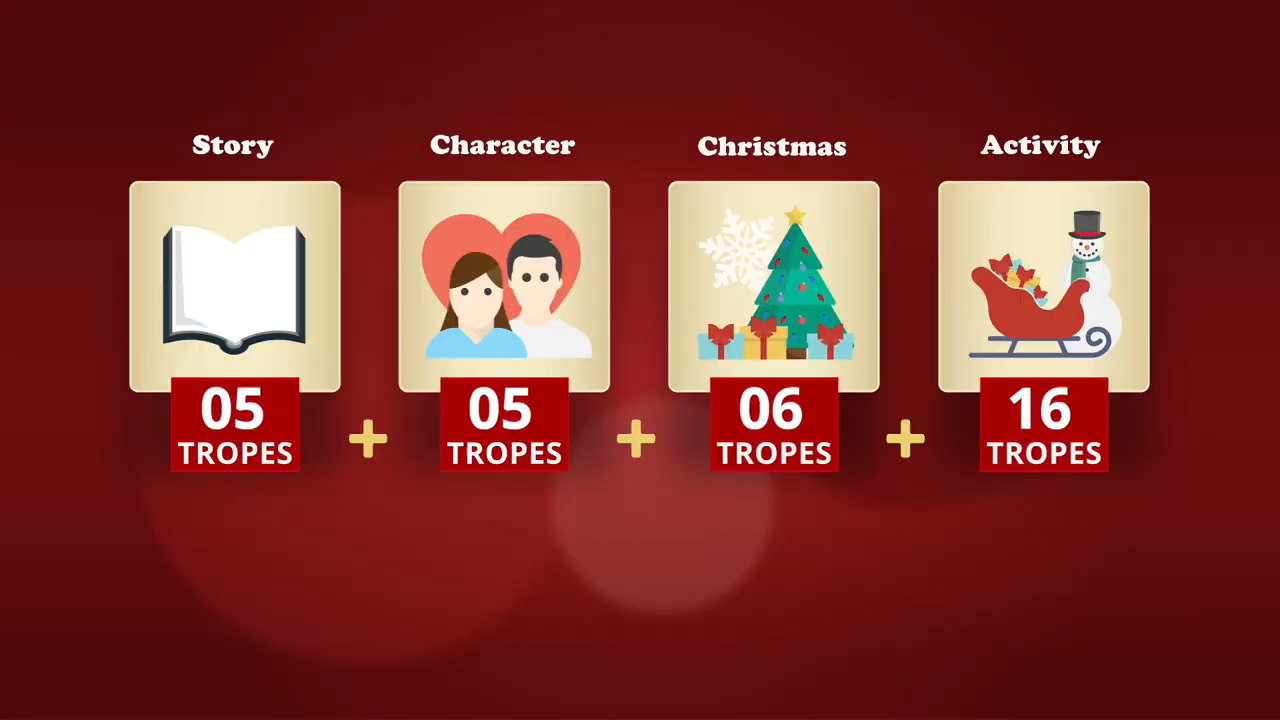 Story
Character
Christmas
Activity
05
TROPES
+
05
TROPES
+
06
TROPES
+
16
TROPES